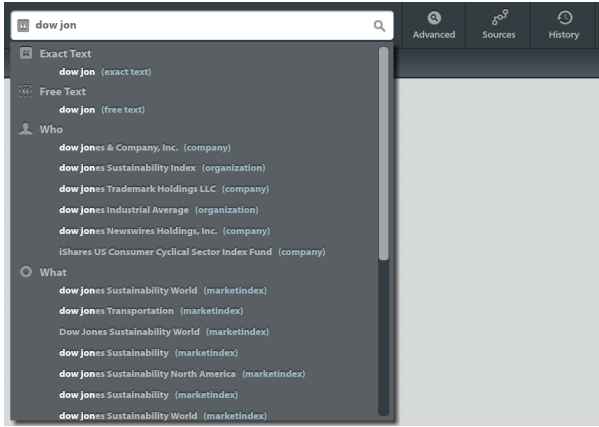 dow jon
Advanced
Sources
History
Exact Text
dow jon (exact text)
Free Text
dow jon (free text)
Who
dow jones & Company, Inc. (company)
dow jones Sustainability Index (organization)
dow jones Trademark Holdings LLC (company)
dow jones Industrial Average (organization)
dow jones Newswires Holdings, Inc. (company)
iShares US Consumer Cyclical Sector Index Fund (company)
What
dow jones Sustainability World (marketindex)
dow jones Transportation (marketindex)
Dow Jones Sustainability World (marketindex)
dow jones Sustainability (marketindex)
dow jones Sustainability North America (marketindex)
dow jones Sustainability (marketindex)
dow jones Sustainability World (marketindex)